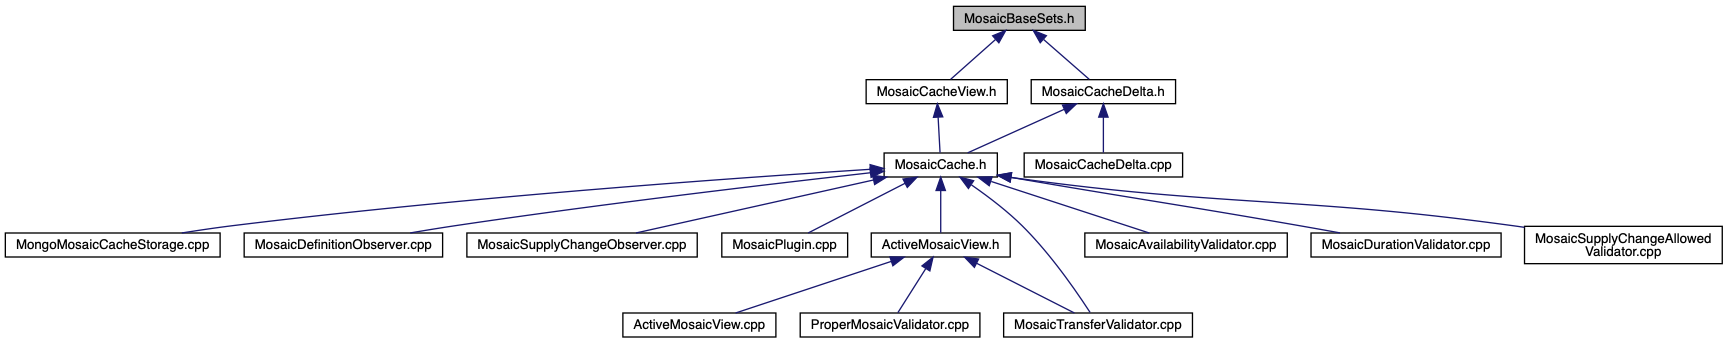 MosaicBaseSets.h
MosaicCacheView.h
MosaicCacheDelta.h
MosaicCache.h
MosaicCacheDelta.cpp
MongoMosaicCacheStorage.cpp
MosaicDefinitionObserver.cpp
MosaicSupplyChangeObserver.cpp
MosaicPlugin.cpp
ActiveMosaicView.h
MosaicAvailabilityValidator.cpp
MosaicDurationValidator.cpp
MosaicSupplyChangeAllowed
Validator.cpp
ActiveMosaicView.cpp
ProperMosaicValidator.cpp
MosaicTransferValidator.cpp